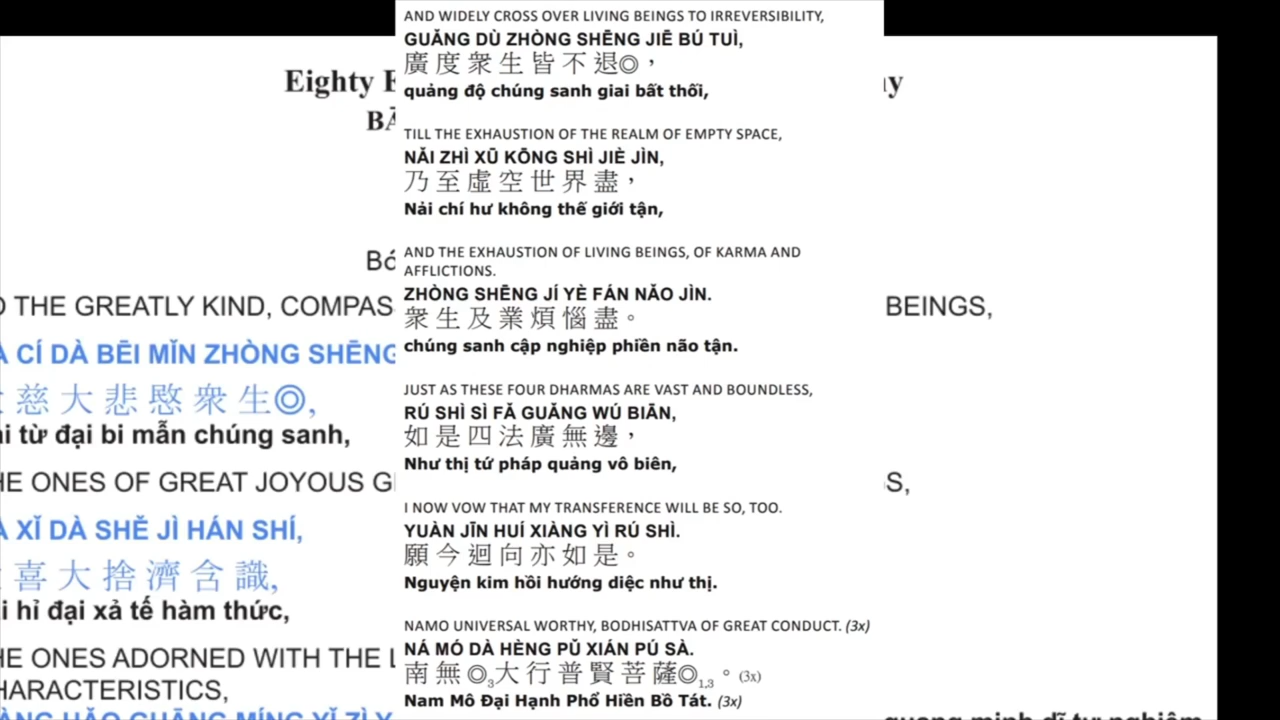 AND WIDELY CROSS OVER LIVING BEINGS TO IRREVERSIBILITY,
GUǍNG DÙ ZHÒNG SHĒNG JIĒ BÚ TUÌ,
廣 度 衆 生 皆 不 退◎，
quảng độ chúng sanh giai bất thối,
TILL THE EXHAUSTION OF THE REALM OF EMPTY SPACE,
NǍI ZHÌ XŪ KŌNG SHÌ JIÈ JÌN,
乃 至 虛 空 世 界 盡，
Nải chí hư không thế giới tận,
AND THE EXHAUSTION OF LIVING BEINGS, OF KARMA AND
AFFLICTIONS.
ZHÒNG SHĒNG JÍ YÈ FÁN NǍO JÌN.
衆 生 及 業 煩 惱 盡。
chúng sanh cập nghiệp phiền não tận.
JUST AS THESE FOUR DHARMAS ARE VAST AND BOUNDLESS,
RÚ SHÌ SÌ FǍ GUǍNG WÚ BIĀN,
如 是 四 法 廣 無 邊，
Như thị tứ pháp quảng vô biên,
I NOW VOW THAT MY TRANSFERENCE WILL BE SO, TOO.
YUÀN JĪN HUÍ XIÀNG YÌ RÚ SHÌ.
願 今 迴 向 亦 如 是。
Nguyện kim hồi hướng diệc như thị.
NAMO UNIVERSAL WORTHY, BODHISATTVA OF GREAT CONDUCT. (3x)
NÁ MÓ DÀ HÈNG PǓ XIÁN PÚ SÀ.
南 無 ◎3大 行 普 賢 菩 薩◎1,3。(3x)
Nam Mô Đại Hạnh Phổ Hiền Bồ Tát. (3x)
Eighty
THE GREATLY KIND, BEINGS,
CÍ DÀ BĒI MǏN ZHÒNG SHĒNG
慈 大 悲 愍 衆 生◎,
từ đại bi mẫn chúng sanh,
ONES OF GREAT JOYOUS
XǏ DÀ SHĚ JÌ HÁN SHÍ,
喜 大 捨 濟 含 識,
hỉ đại xả tế hàm thức,
ONES ADORNED WITH THE